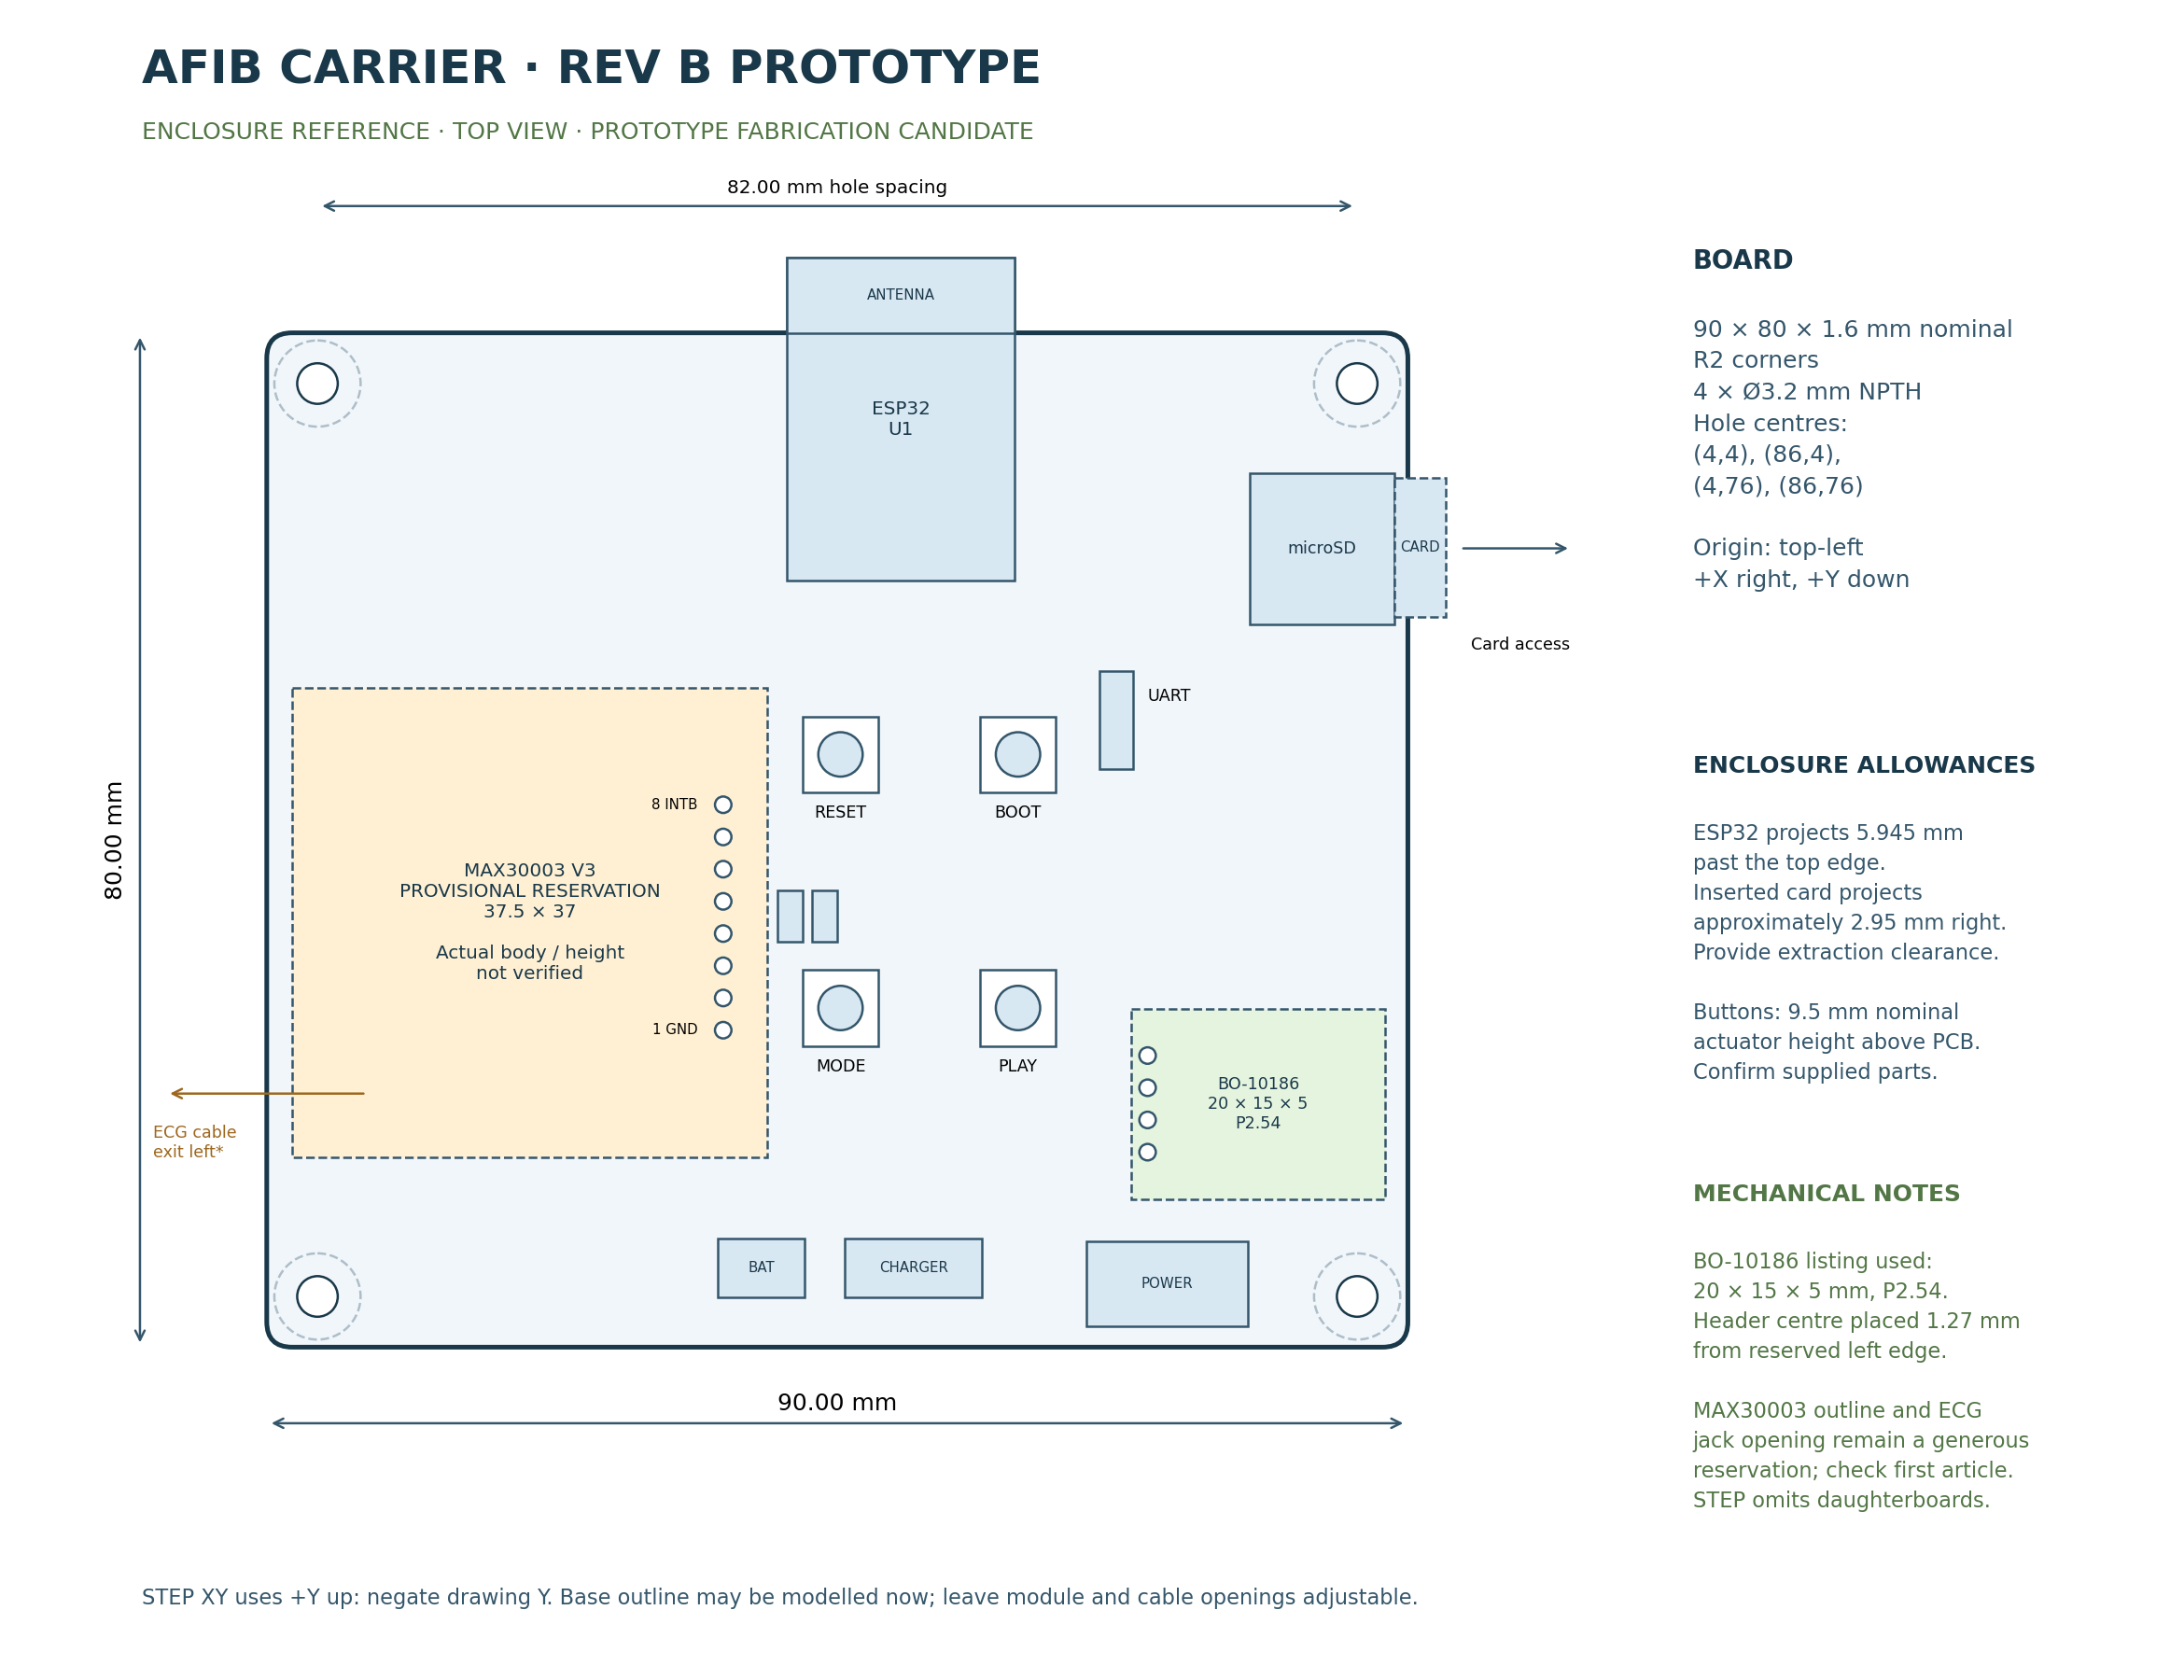 AFIB CARRIER · REV B PROTOTYPE
ENCLOSURE REFERENCE · TOP VIEW · PROTOTYPE FABRICATION CANDIDATE
82.00 mm hole spacing
ANTENNA
ESP32
U1
microSD
CARD
Card access
UART
RESET
BOOT
80.00 mm
8 INTB
MAX30003 V3
PROVISIONAL RESERVATION
37.5 × 37
Actual body / height
not verified
1 GND
MODE
PLAY
BO-10186
20 × 15 × 5
P2.54
ECG cable
exit left*
BAT
CHARGER
POWER
90.00 mm
BOARD
90 × 80 × 1.6 mm nominal
R2 corners
4 × Ø3.2 mm NPTH
Hole centres:
(4,4), (86,4),
(4,76), (86,76)
Origin: top-left
+X right, +Y down
ENCLOSURE ALLOWANCES
ESP32 projects 5.945 mm
past the top edge.
Inserted card projects
approximately 2.95 mm right.
Provide extraction clearance.
Buttons: 9.5 mm nominal
actuator height above PCB.
Confirm supplied parts.
MECHANICAL NOTES
BO-10186 listing used:
20 × 15 × 5 mm, P2.54.
Header centre placed 1.27 mm
from reserved left edge.
MAX30003 outline and ECG
jack opening remain a generous
reservation; check first article.
STEP omits daughterboards.
STEP XY uses +Y up: negate drawing Y. Base outline may be modelled now; leave module and cable openings adjustable.